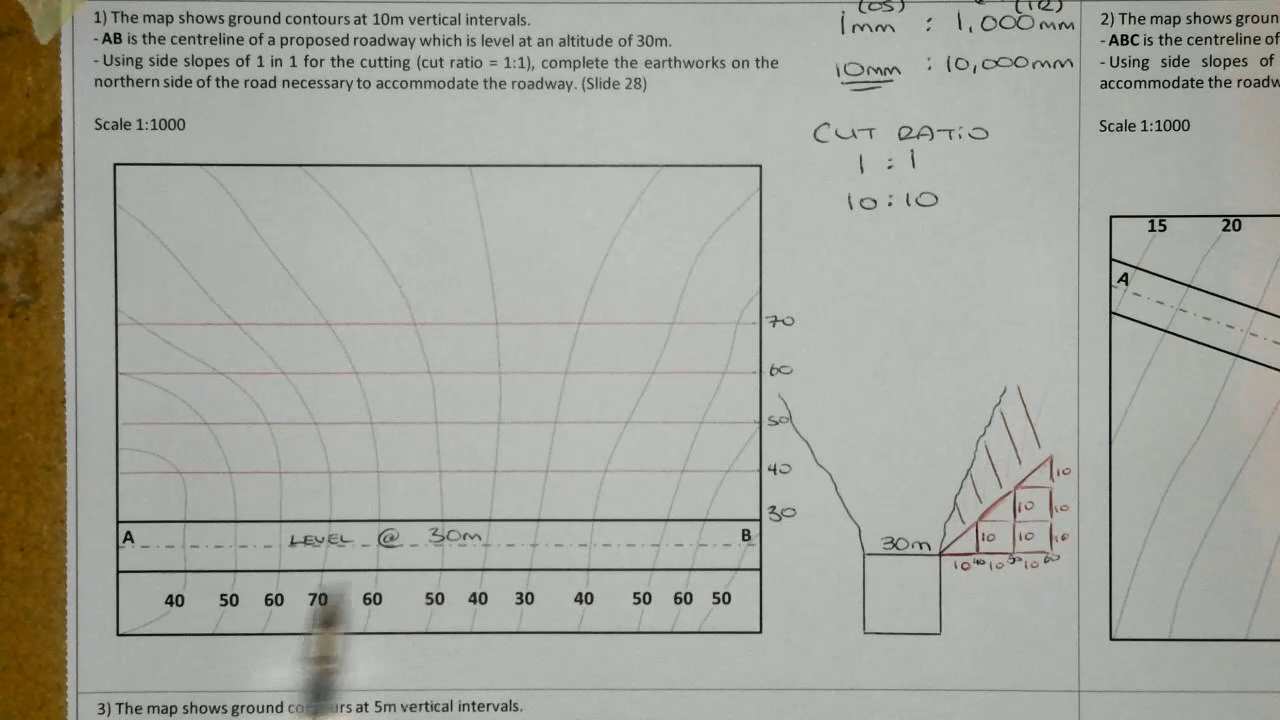 1) The map shows ground contours at 10m vertical intervals.
- AB is the centreline of a proposed roadway which is level at an altitude of 30m.
- Using side slopes of 1 in 1 for the cutting (cut ratio = 1:1), complete the earthworks on the
northern side of the road necessary to accommodate the roadway. (Slide 28)
Scale 1:1000
1mm : 1,000mm
10mm : 10,000mm
CUT RATIO
1 : 1
10:10
70
60
50
40
30
A LEVEL @ 30m B
40 50 60 70 60 50 40 30 40 50 60 50
30m
10
10 10
10 10 10
10 40 10 50 10 60
2) The map shows groun
- ABC is the centreline of
- Using side slopes of
accommodate the roadw
Scale 1:1000
15 20
A
3) The map shows ground contours at 5m vertical intervals.